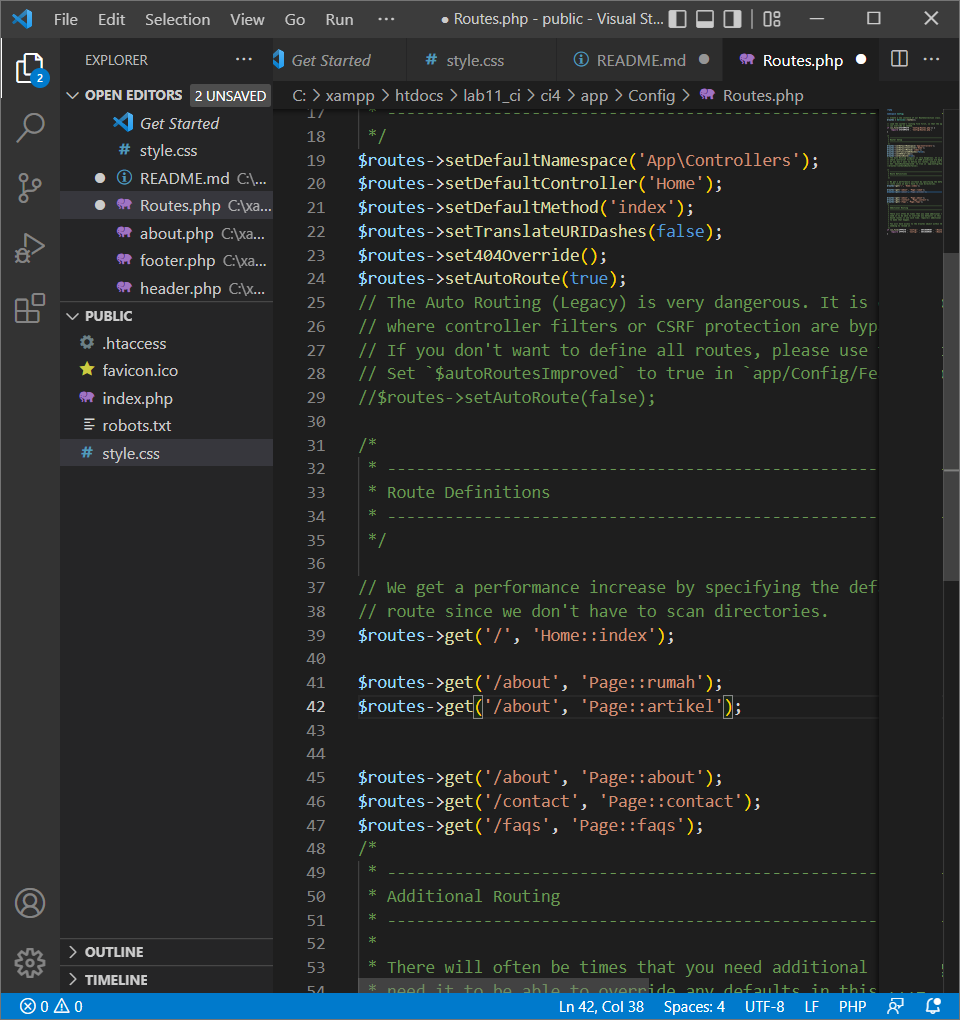 File Edit Selection View Go Run ··· ● Routes.php - public - Visual St...
EXPLORER ···
Get Started # style.css README.md ● Routes.php ● ···
OPEN EDITORS 2 UNSAVED
C: > xampp > htdocs > lab11_ci > ci4 > app > Config > Routes.php
2
Get Started
# style.css
● README.md C:\...
● Routes.php C:\xa...
about.php C:\xa...
footer.php C:\xa...
header.php C:\x...
PUBLIC
.htaccess
favicon.ico
index.php
robots.txt
# style.css
OUTLINE
TIMELINE
17 * ---------------------------------------------------
18 */
19 $routes->setDefaultNamespace('App\Controllers');
20 $routes->setDefaultController('Home');
21 $routes->setDefaultMethod('index');
22 $routes->setTranslateURIDashes(false);
23 $routes->set404Override();
24 $routes->setAutoRoute(true);
25 // The Auto Routing (Legacy) is very dangerous. It is
26 // where controller filters or CSRF protection are byp
27 // If you don't want to define all routes, please use
28 // Set `$autoRoutesImproved` to true in `app/Config/Fe
29 //$routes->setAutoRoute(false);
30
31 /*
32 * ---------------------------------------------------
33 * Route Definitions
34 * ---------------------------------------------------
35 */
36
37 // We get a performance increase by specifying the def
38 // route since we don't have to scan directories.
39 $routes->get('/', 'Home::index');
40
41 $routes->get('/about', 'Page::rumah');
42 $routes->get('/about', 'Page::artikel');
43
44
45 $routes->get('/about', 'Page::about');
46 $routes->get('/contact', 'Page::contact');
47 $routes->get('/faqs', 'Page::faqs');
48 /*
49 * ---------------------------------------------------
50 * Additional Routing
51 * ---------------------------------------------------
52 *
53 * There will often be times that you need additional
54 * need it to be able to override any defaults in this
0 0 Ln 42, Col 38 Spaces: 4 UTF-8 LF PHP